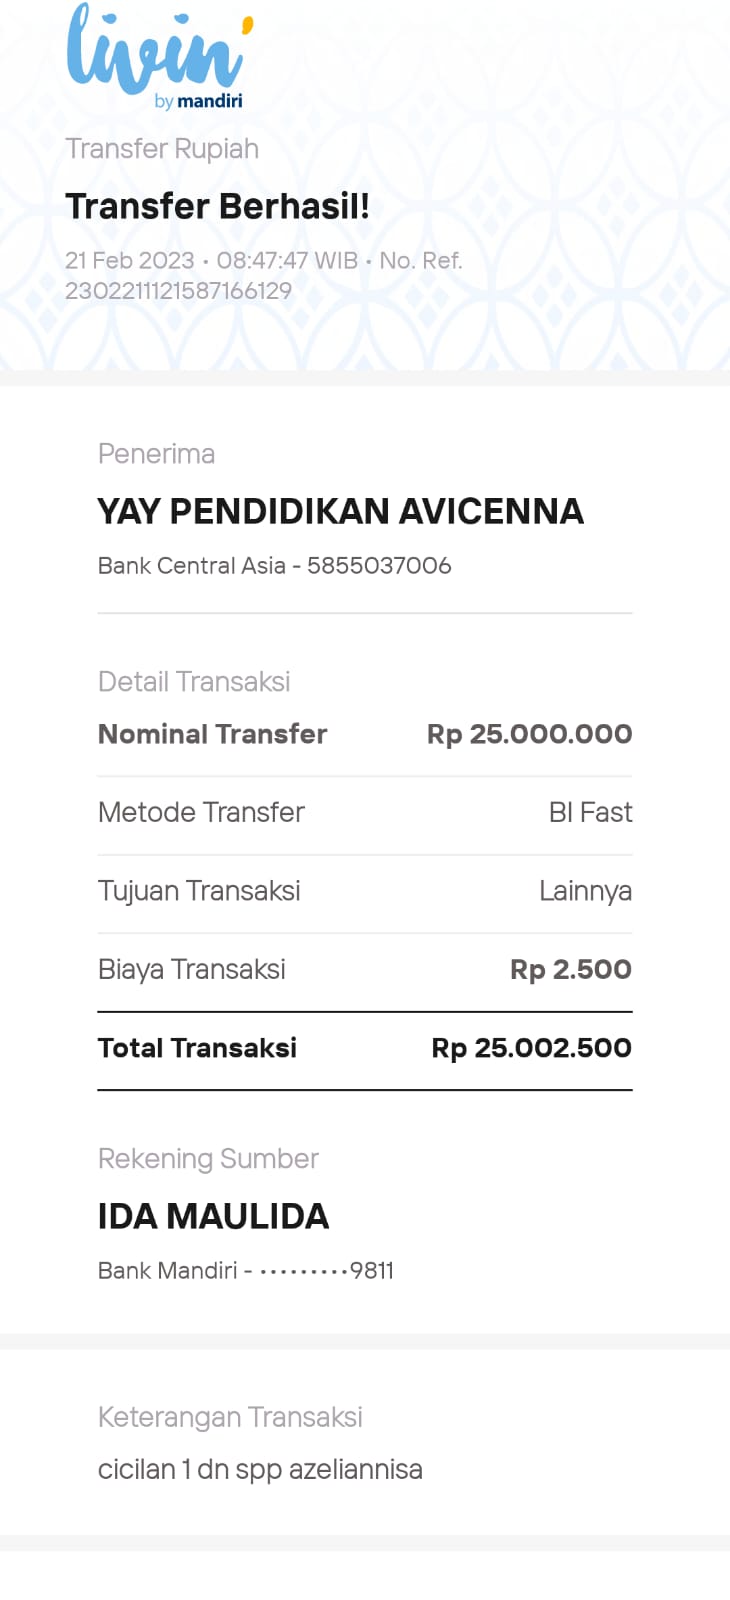 livin'
by mandiri
Transfer Rupiah
Transfer Berhasil!
21 Feb 2023 • 08:47:47 WIB • No. Ref.
2302211121587166129
Penerima
YAY PENDIDIKAN AVICENNA
Bank Central Asia - 5855037006
Detail Transaksi
Nominal Transfer Rp 25.000.000
Metode Transfer BI Fast
Tujuan Transaksi Lainnya
Biaya Transaksi Rp 2.500
Total Transaksi Rp 25.002.500
Rekening Sumber
IDA MAULIDA
Bank Mandiri - •••••••••9811
Keterangan Transaksi
cicilan 1 dn spp azeliannisa